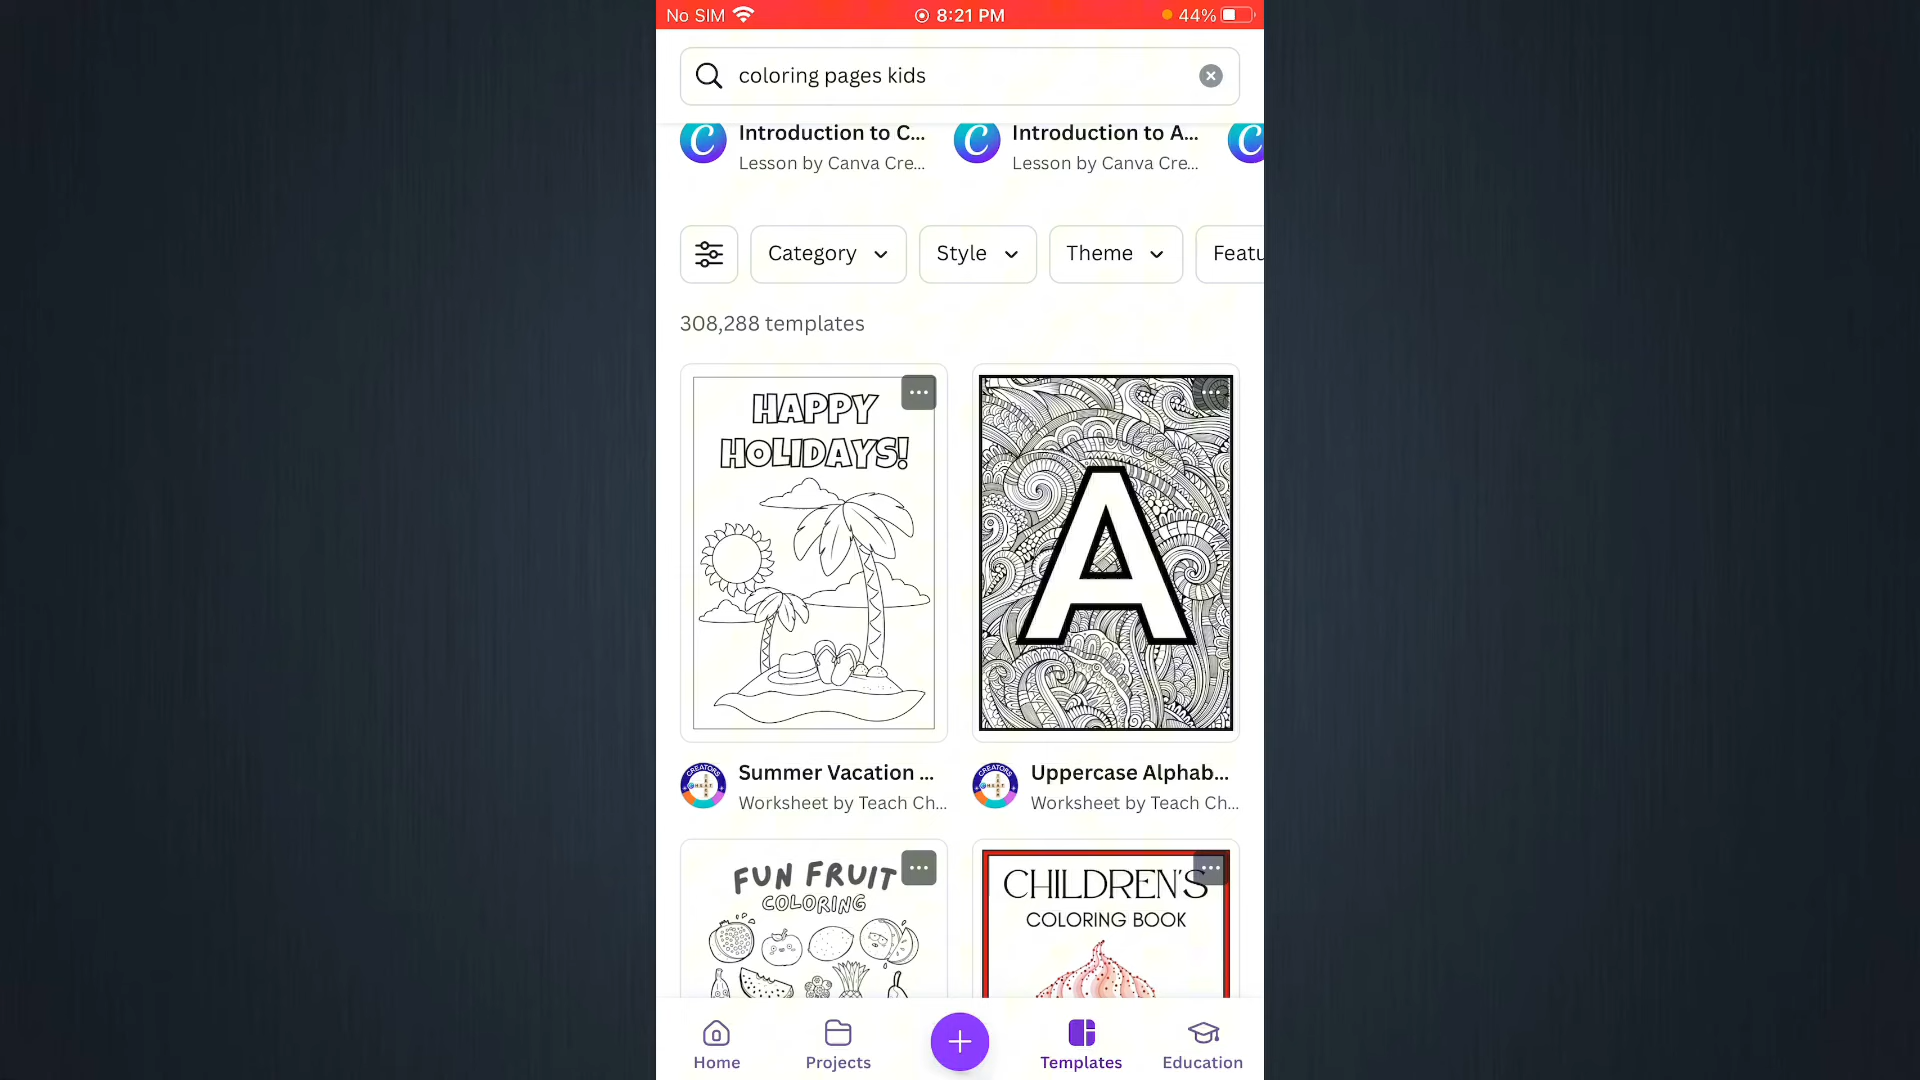 No SIM 8:21 PM 44%
coloring pages kids
Introduction to C... Introduction to A...
Lesson by Canva Cre... Lesson by Canva Cre...
Category Style Theme Featu
308,288 templates
HAPPY
HOLIDAYS!
A
Summer Vacation ... Uppercase Alphab...
Worksheet by Teach Ch... Worksheet by Teach Ch...
FUN FRUIT
COLORING
CHILDREN'S
COLORING BOOK
Home Projects Templates Education